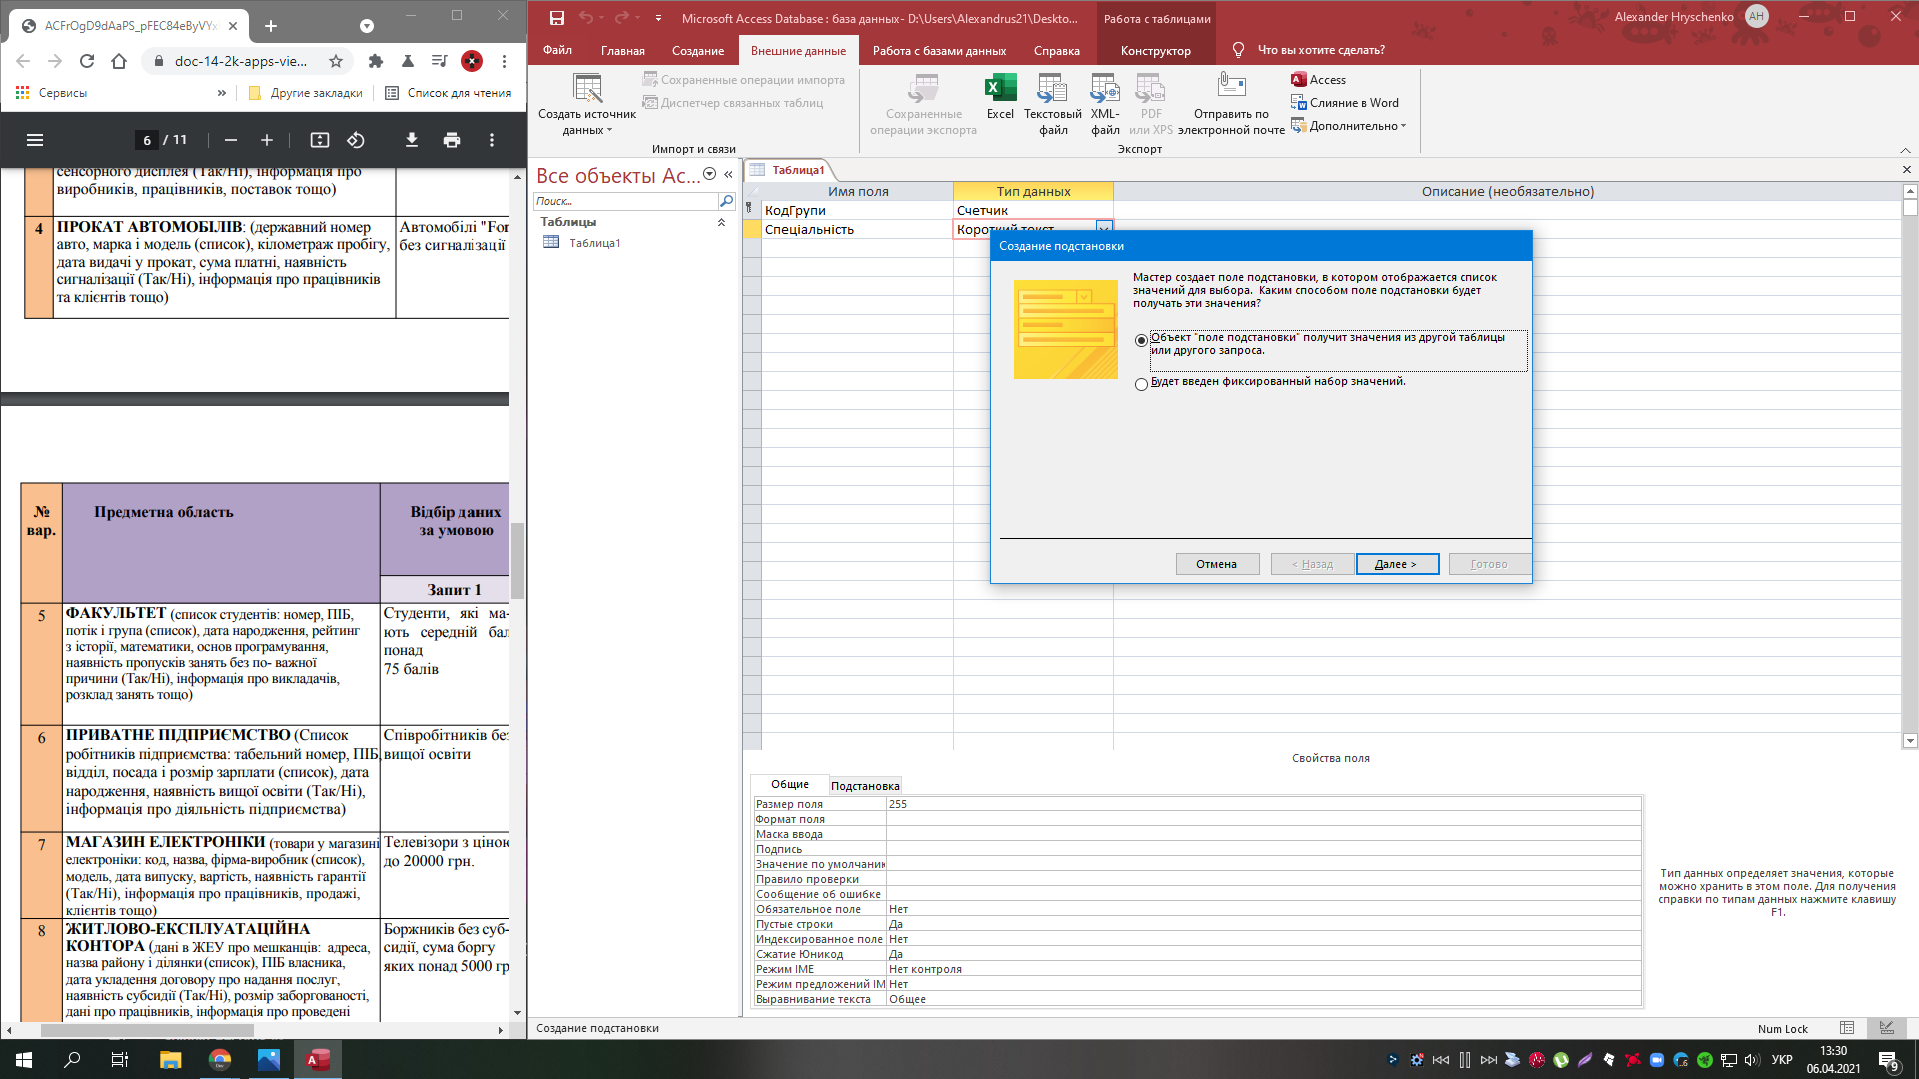 ACFrOgD9dAaPS_pFEC84eByVYx
doc-14-2k-apps-vie...
Сервисы
»
Другие закладки
Список для чтения
6 / 11
сенсорного дисплея (Так/Ні), інформація про
виробників, працівників, поставок тощо)
4
ПРОКАТ АВТОМОБІЛІВ: (державний номер
авто, марка і модель (список), кілометраж пробігу,
дата видачі у прокат, сума платні, наявність
сигналізації (Так/Ні), інформація про працівників
та клієнтів тощо)
Автомобілі "For
без сигналізації
№
вар.
Предметна область
Відбір даних
за умовою
Запит 1
5
ФАКУЛЬТЕТ (список студентів: номер, ПІБ,
потік і група (список), дата народження, рейтинг
з історії, математики, основ програмування,
наявність пропусків занять без по- важної
причини (Так/Ні), інформація про викладачів,
розклад занять тощо)
Студенти, які ма-
ють середній бал
понад
75 балів
6
ПРИВАТНЕ ПІДПРИЄМСТВО (Список
робітників підприємства: табельний номер, ПІБ,
відділ, посада і розмір зарплати (список), дата
народження, наявність вищої освіти (Так/Ні),
інформація про діяльність підприємства)
Співробітників без
вищої освіти
7
МАГАЗИН ЕЛЕКТРОНІКИ (товари у магазині
електроніки: код, назва, фірма-виробник (список),
модель, дата випуску, вартість, наявність гарантії
(Так/Ні), інформація про працівників, продажі,
клієнтів тощо)
Телевізори з ціною
до 20000 грн.
8
ЖИТЛОВО-ЕКСПЛУАТАЦІЙНА
КОНТОРА (дані в ЖЕУ про мешканців: адреса,
назва району і ділянки (список), ПІБ власника,
дата укладення договору про надання послуг,
наявність субсидії (Так/Ні), розмір заборгованості,
дані про працівників, інформація про проведені
Боржників без суб-
сидії, сума боргу
яких понад 5000 гр
Microsoft Access Database : база данных- D:\Users\Alexandrus21\Deskto...
Работа с таблицами
Alexander Hryschenko
AH
Файл
Главная
Создание
Внешние данные
Работа с базами данных
Справка
Конструктор
Что вы хотите сделать?
Создать источник
данных
Сохраненные операции импорта
Диспетчер связанных таблиц
Импорт и связи
Сохраненные
операции экспорта
Excel
Текстовый
файл
XML-
файл
PDF
или XPS
Отправить по
электронной почте
Access
Слияние в Word
Дополнительно
Экспорт
Все объекты Ac...
Поиск...
Таблицы
Таблица1
Таблица1
Имя поля
Тип данных
Описание (необязательно)
КодГрупи
Счетчик
Спеціальність
Короткий текст
Создание подстановки
Мастер создает поле подстановки, в котором отображается список
значений для выбора. Каким способом поле подстановки будет
получать эти значения?
Объект "поле подстановки" получит значения из другой таблицы
или другого запроса.
Будет введен фиксированный набор значений.
Отмена
< Назад
Далее >
Готово
Свойства поля
Общие
Подстановка
Размер поля
255
Формат поля
Маска ввода
Подпись
Значение по умолчани
Правило проверки
Сообщение об ошибке
Обязательное поле
Нет
Пустые строки
Да
Индексированное поле
Нет
Сжатие Юникод
Да
Режим IME
Нет контроля
Режим предложений IM
Нет
Выравнивание текста
Общее
Тип данных определяет значения, которые
можно хранить в этом поле. Для получения
справки по типам данных нажмите клавишу
F1.
Создание подстановки
Num Lock
УКР
13:30
06.04.2021
9